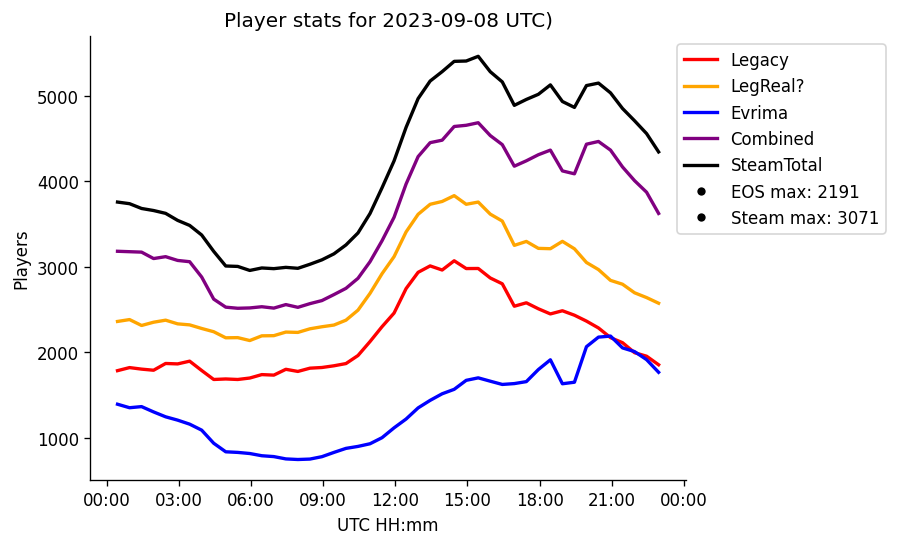 Player stats for 2023-09-08 UTC)
Legacy
LegReal?
Evrima
Combined
SteamTotal
EOS max: 2191
Steam max: 3071
Players
5000
4000
3000
2000
1000
00:00 03:00 06:00 09:00 12:00 15:00 18:00 21:00 00:00
UTC HH:mm